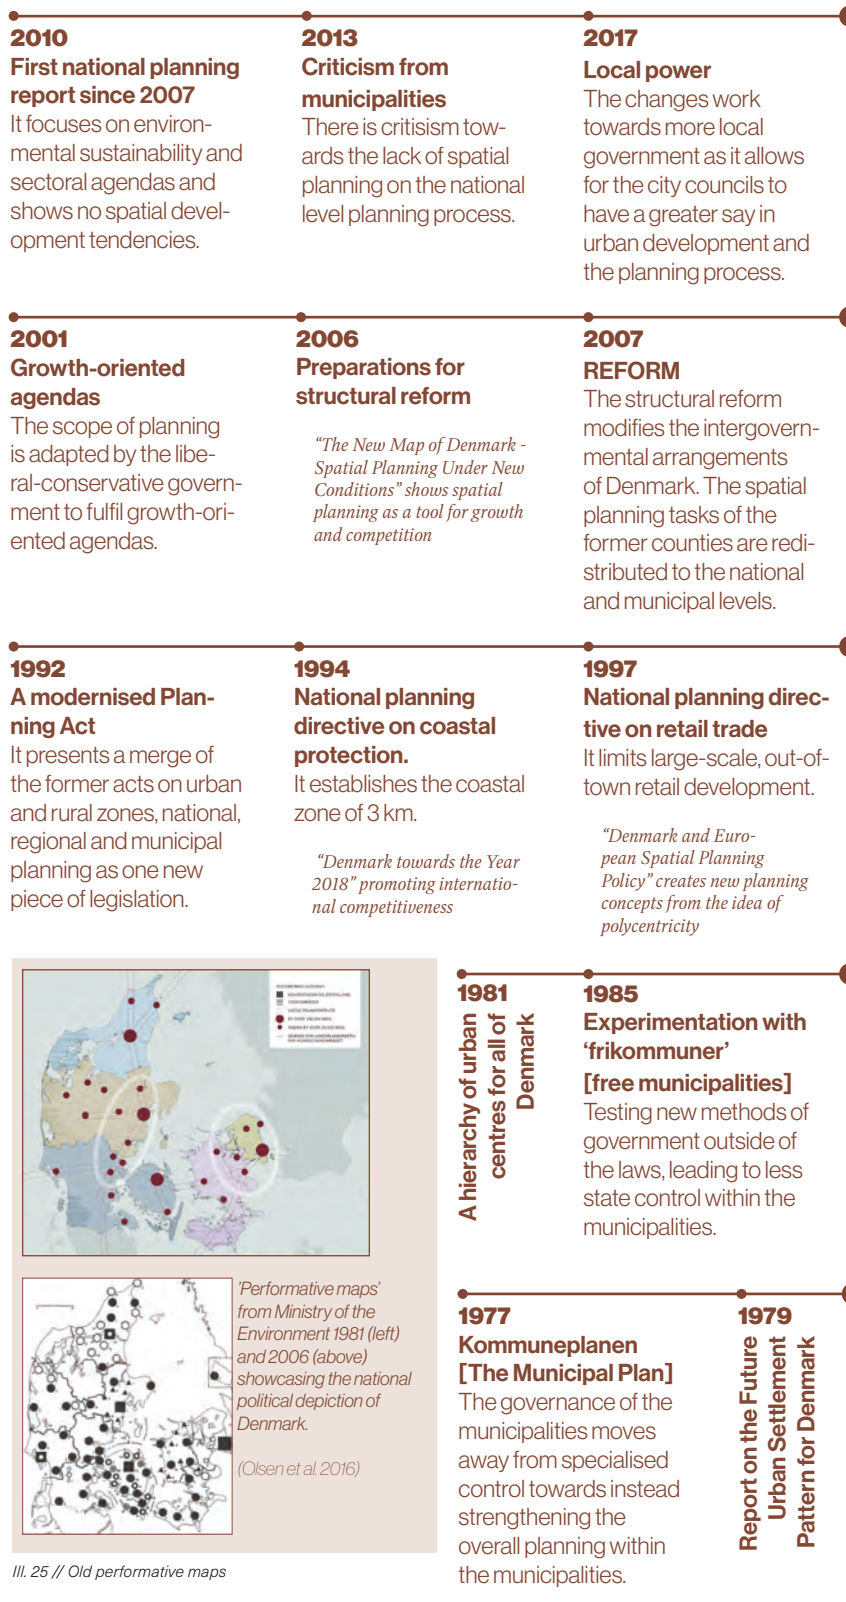 2010
First national planning
report since 2007
It focuses on environ-
mental sustainability and
sectoral agendas and
shows no spatial devel-
opment tendencies.
2013
Criticism from
municipalities
There is critisism tow-
ards the lack of spatial
planning on the national
level planning process.
2017
Local power
The changes work
towards more local
government as it allows
for the city councils to
have a greater say in
urban development and
the planning process.
2001
Growth-oriented
agendas
The scope of planning
is adapted by the libe-
ral-conservative govern-
ment to fulfil growth-ori-
ented agendas.
2006
Preparations for
structural reform
“The New Map of Denmark -
Spatial Planning Under New
Conditions” shows spatial
planning as a tool for growth
and competition
2007
REFORM
The structural reform
modifies the intergovern-
mental arrangements
of Denmark. The spatial
planning tasks of the
former counties are redi-
stributed to the national
and municipal levels.
1992
A modernised Plan-
ning Act
It presents a merge of
the former acts on urban
and rural zones, national,
regional and municipal
planning as one new
piece of legislation.
1994
National planning
directive on coastal
protection.
It establishes the coastal
zone of 3 km.
“Denmark towards the Year
2018” promoting internatio-
nal competitiveness
1997
National planning direc-
tive on retail trade
It limits large-scale, out-of-
town retail development.
“Denmark and Euro-
pean Spatial Planning
Policy” creates new planning
concepts from the idea of
polycentricity
1981
A hierarchy of urban
centres for all of
Denmark
1985
Experimentation with
‘frikommuner’
[free municipalities]
Testing new methods of
government outside of
the laws, leading to less
state control within the
municipalities.
'Performative maps'
from Ministry of the
Environment 1981 (left)
and 2006 (above)
showcasing the national
political depiction of
Denmark.
(Olsen et al. 2016)
Ill. 25 // Old performative maps
1977
Kommuneplanen
[The Municipal Plan]
The governance of the
municipalities moves
away from specialised
control towards instead
strengthening the
overall planning within
the municipalities.
1979
Report on the Future
Urban Settlement
Pattern for Denmark